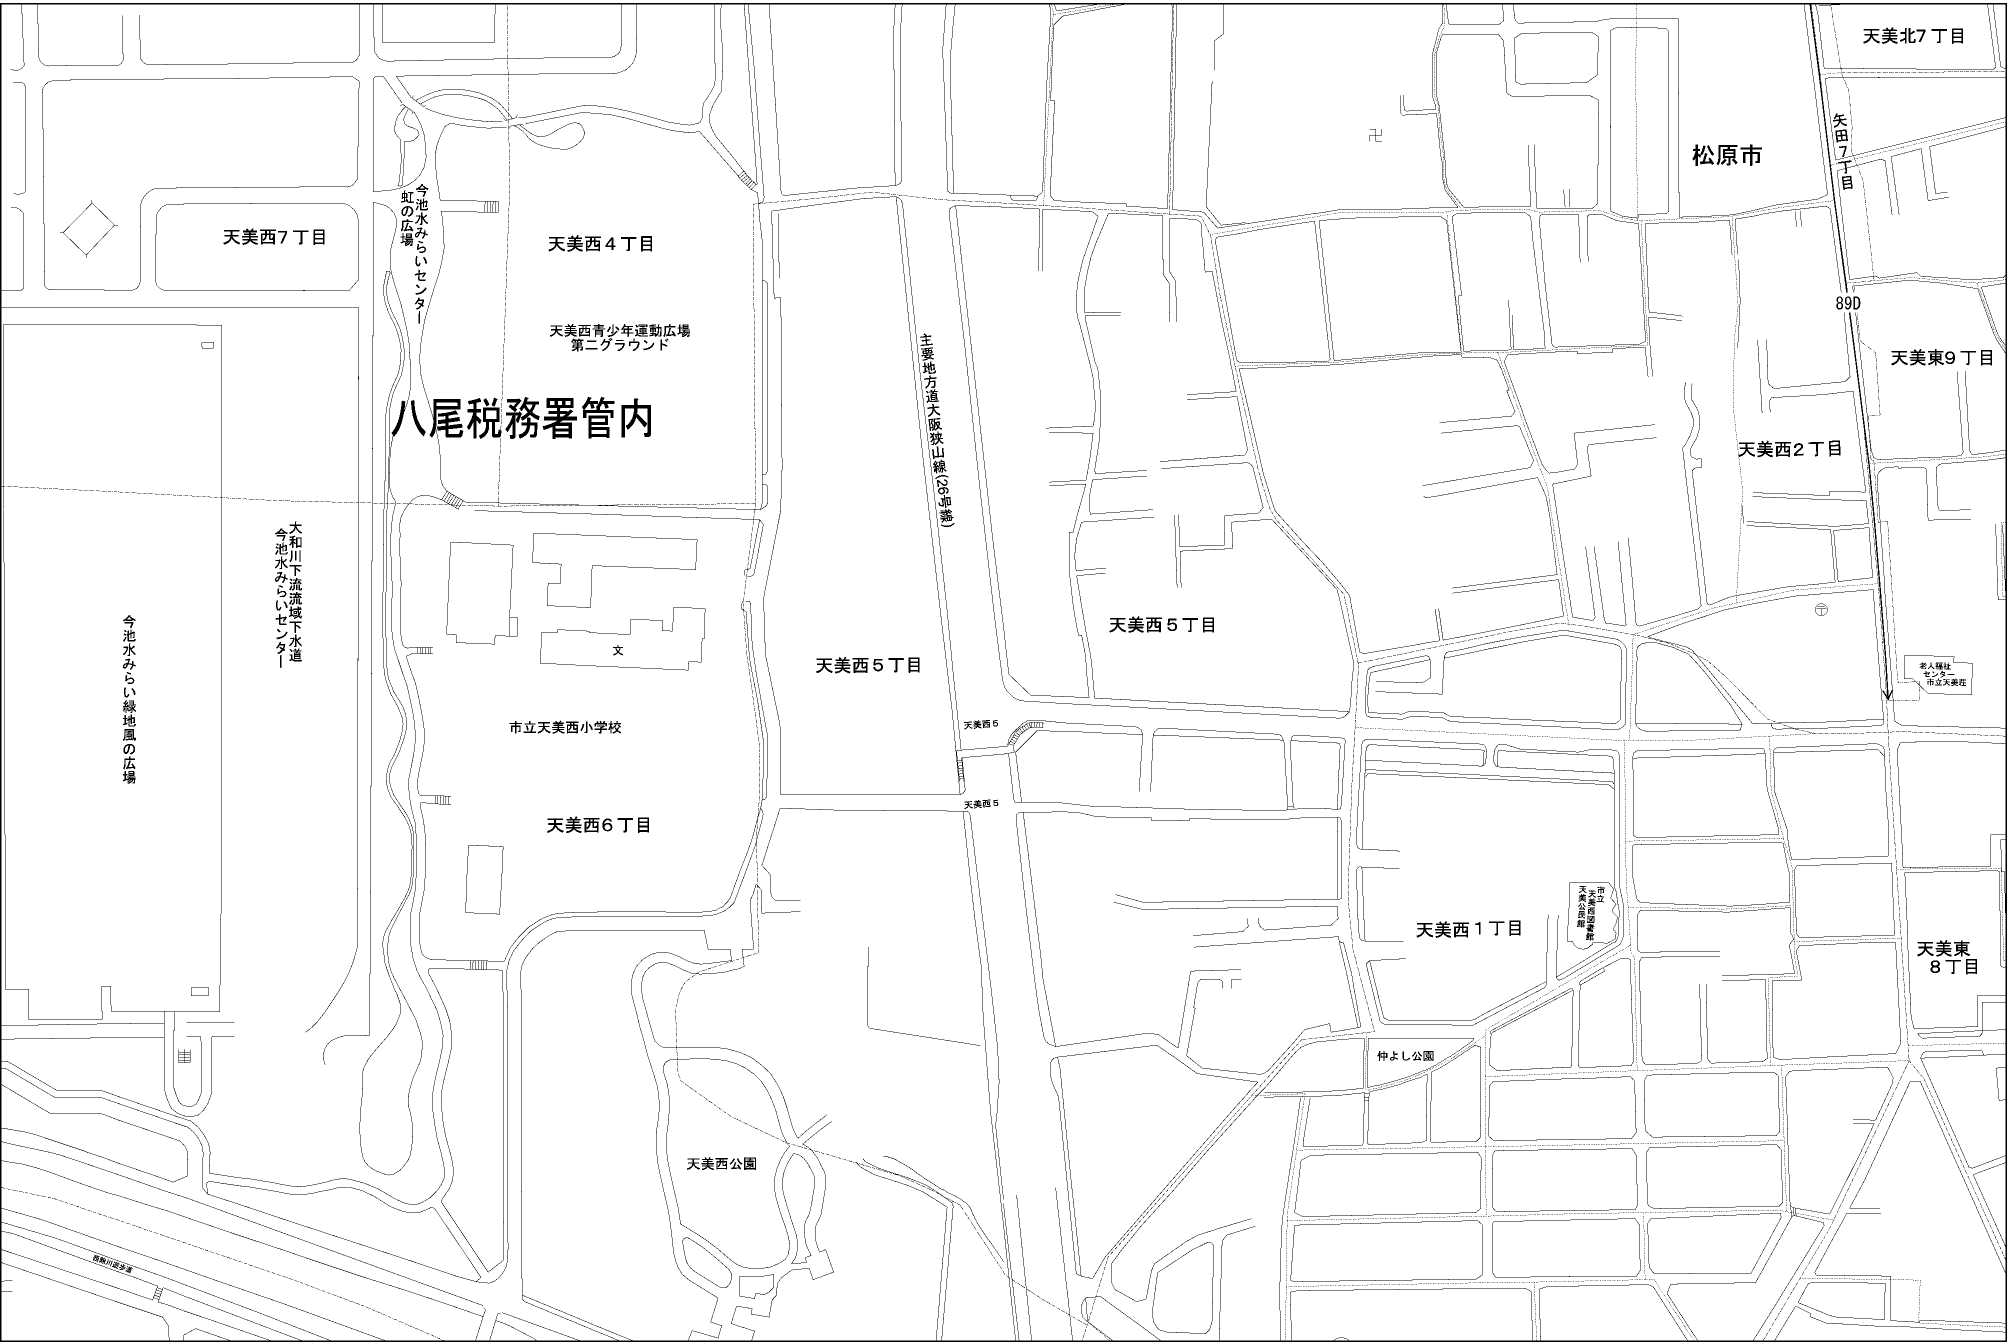 天美北7丁目
矢田7丁目
松原市
今池水みらいセンター
虹の広場
天美西7丁目
天美西4丁目
89D
天美西青少年運動広場
第二グラウンド
主要地方道大阪狭山線(26号線)
天美東9丁目
八尾税務署管内
天美西2丁目
大和川下流流域下水道
今池水みらいセンター
今池水みらい緑地風の広場
文
天美西5丁目
天美西5丁目
老人福祉
センター
市立天美荘
市立天美西小学校
天美西5
天美西5
天美西6丁目
市立
天美西図書館
天美公民館
天美西1丁目
天美東
8丁目
仲よし公園
天美西公園
西除川遊歩道